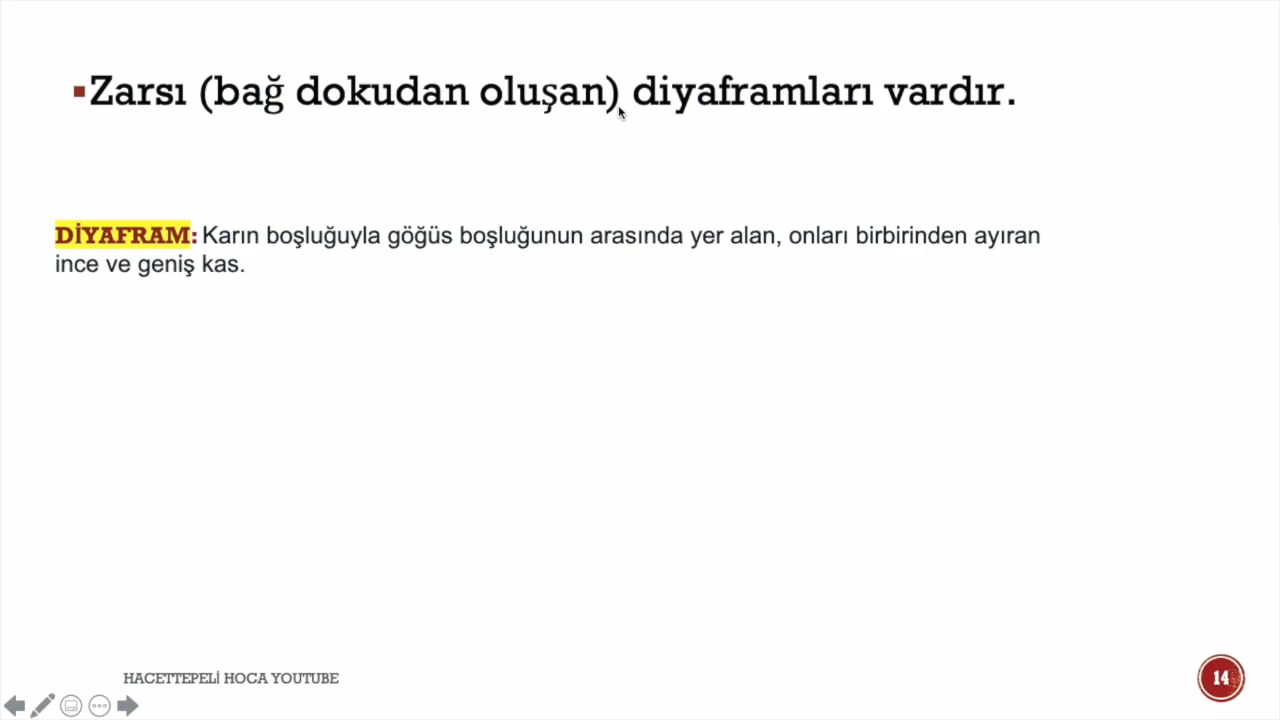 ▪Zarsı (bağ dokudan oluşan) diyaframları vardır.
DİYAFRAM: Karın boşluğuyla göğüs boşluğunun arasında yer alan, onları birbirinden ayıran
ince ve geniş kas.
HACETTEPELİ HOCA YOUTUBE
14